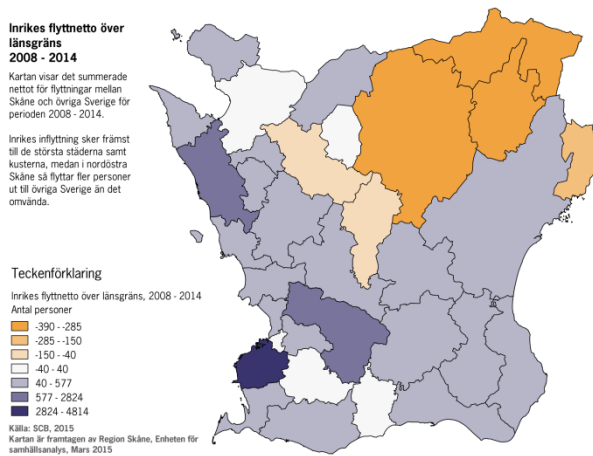 Inrikes flyttnetto över
länsgräns
2008 - 2014
Kartan visar det summerade
nettot för flyttningar mellan
Skåne och övriga Sverige för
perioden 2008 - 2014.
Inrikes inflyttning sker främst
till de största städerna samt
kusterna, medan i nordöstra
Skåne så flyttar fler personer
ut till övriga Sverige än det
omvända.
Teckenförklaring
Inrikes flyttnetto över länsgräns, 2008 - 2014
Antal personer
-390 - -285
-285 - -150
-150 - -40
-40 - 40
40 - 577
577 - 2824
2824 - 4814
Källa: SCB, 2015
Kartan är framtagen av Region Skåne, Enheten för
samhällsanalys, Mars 2015